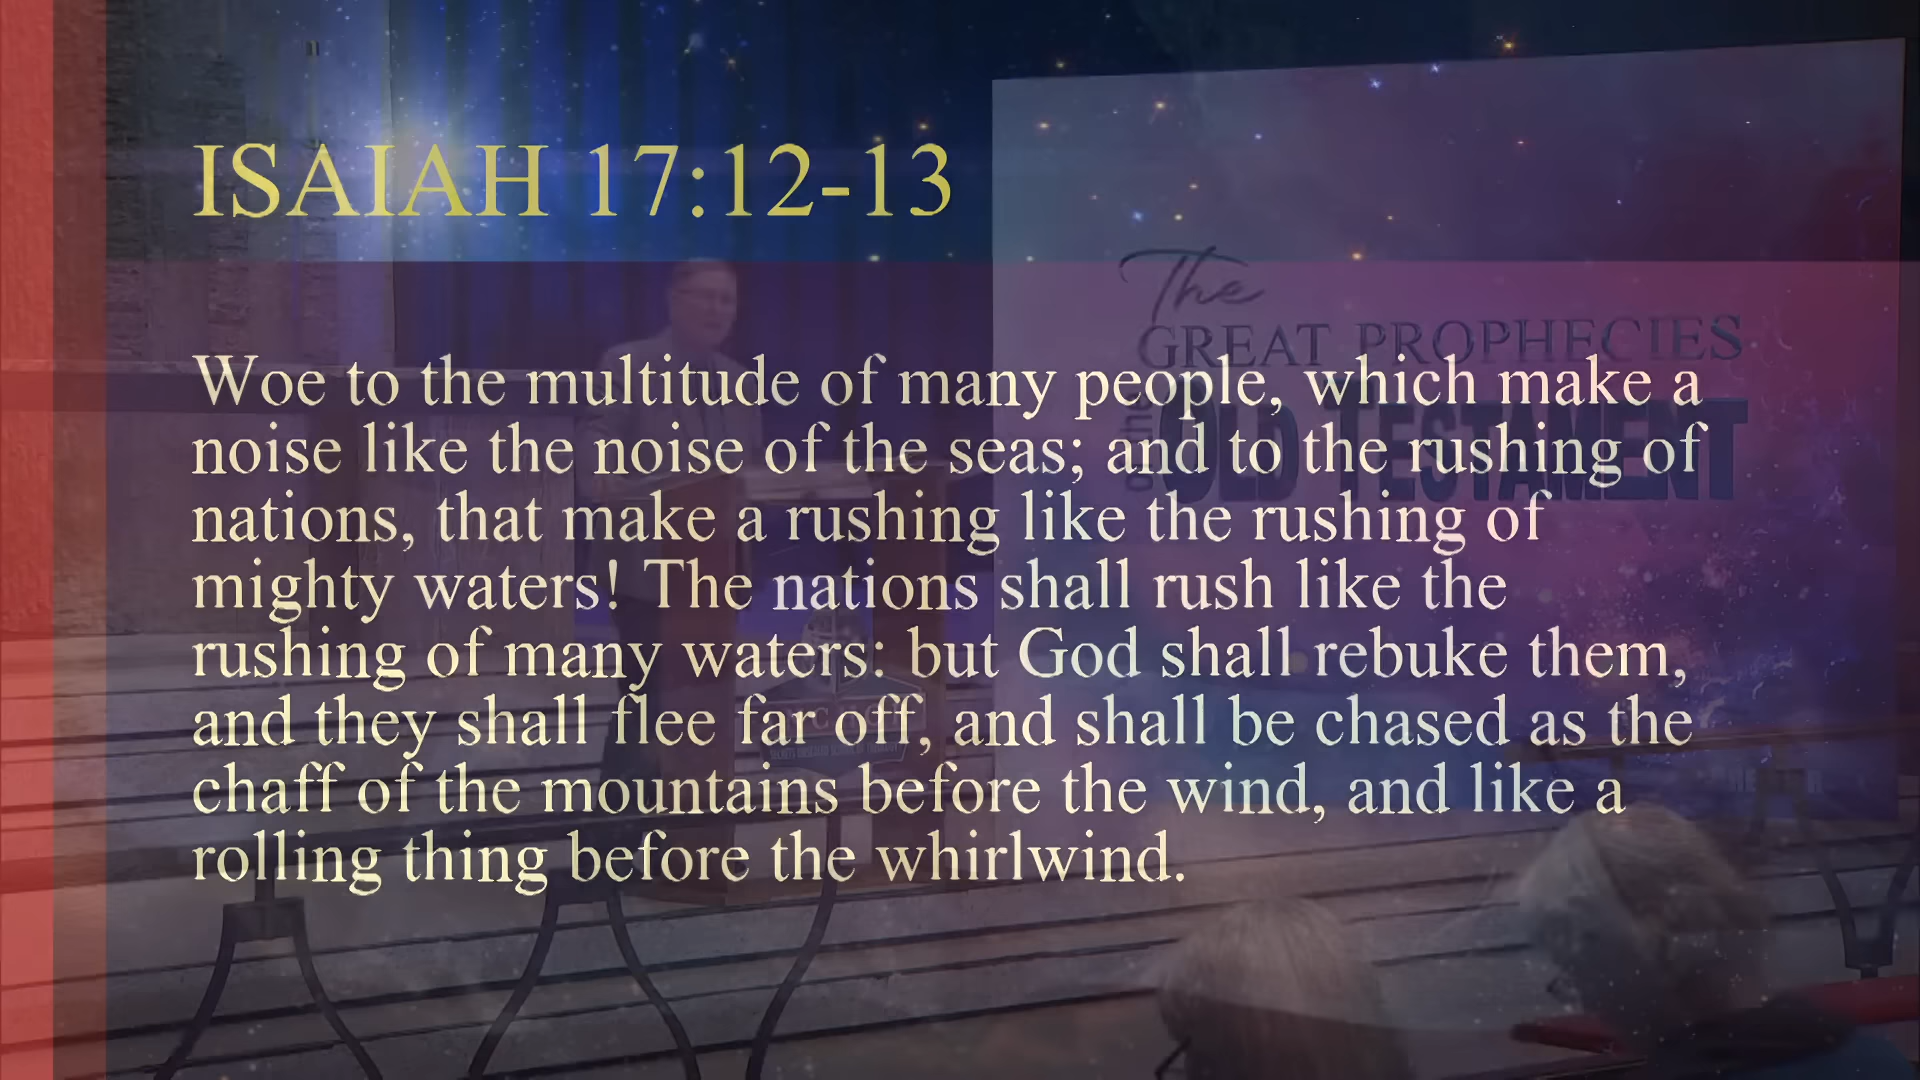 ISAIAH 17:12-13
The
GREAT PROPHECIES
of the
OLD TESTAMENT
Woe to the multitude of many people, which make a
noise like the noise of the seas; and to the rushing of
nations, that make a rushing like the rushing of
mighty waters! The nations shall rush like the
rushing of many waters: but God shall rebuke them,
and they shall flee far off, and shall be chased as the
chaff of the mountains before the wind, and like a
rolling thing before the whirlwind.